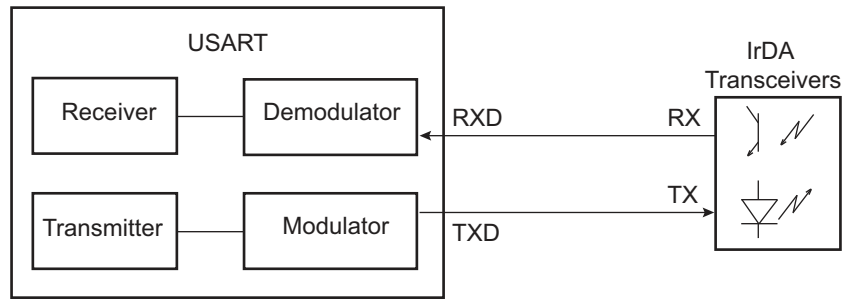 USART
IrDA
Transceivers
Receiver
Demodulator
RXD
RX
Transmitter
Modulator
TXD
TX